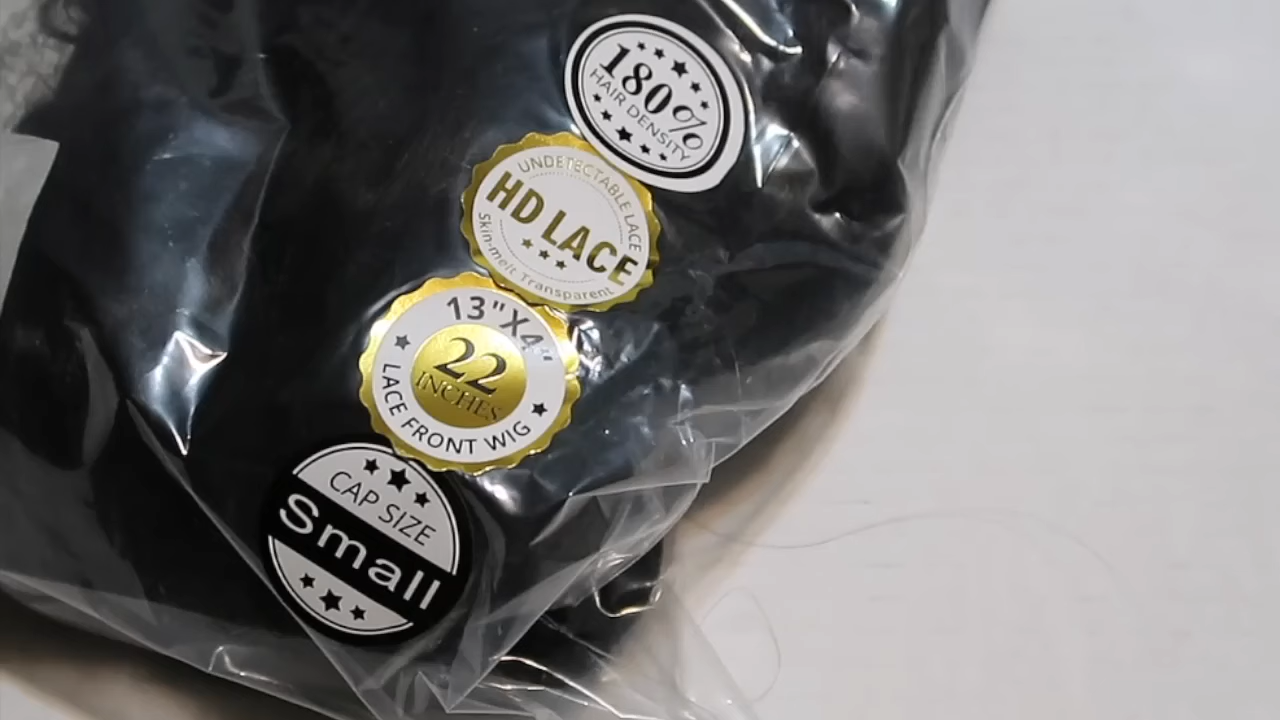 180%
HAIR DENSITY
UNDETECTABLE LACE
HD LACE
Skin-melt Transparent
13"X4"
22
INCHES
LACE FRONT WIG
CAP SIZE
Small